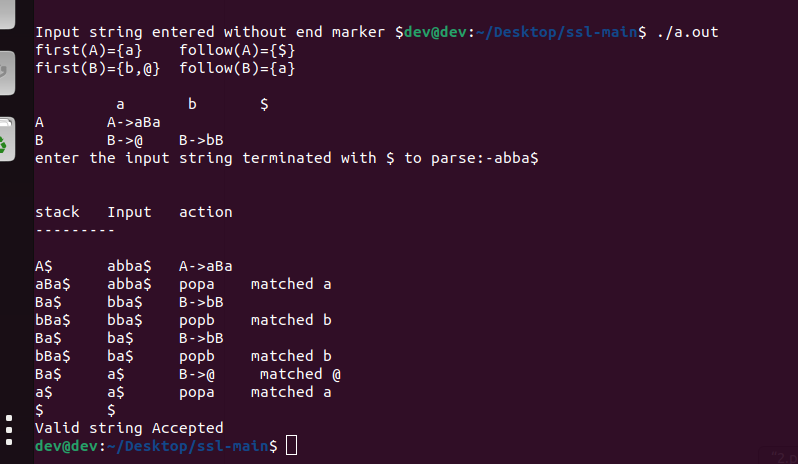 Input string entered without end marker $dev@dev:~/Desktop/ssl-main$ ./a.out
first(A)={a}    follow(A)={$}
first(B)={b,@}  follow(B)={a}
a       b       $
A       A->aBa
B       B->@    B->bB
enter the input string terminated with $ to parse:-abba$
stack   Input   action
---------
A$      abba$   A->aBa
aBa$    abba$   popa    matched a
Ba$     bba$    B->bB
bBa$    bba$    popb    matched b
Ba$     ba$     B->bB
bBa$    ba$     popb    matched b
Ba$     a$      B->@     matched @
a$      a$      popa    matched a
$       $
Valid string Accepted
dev@dev:~/Desktop/ssl-main$